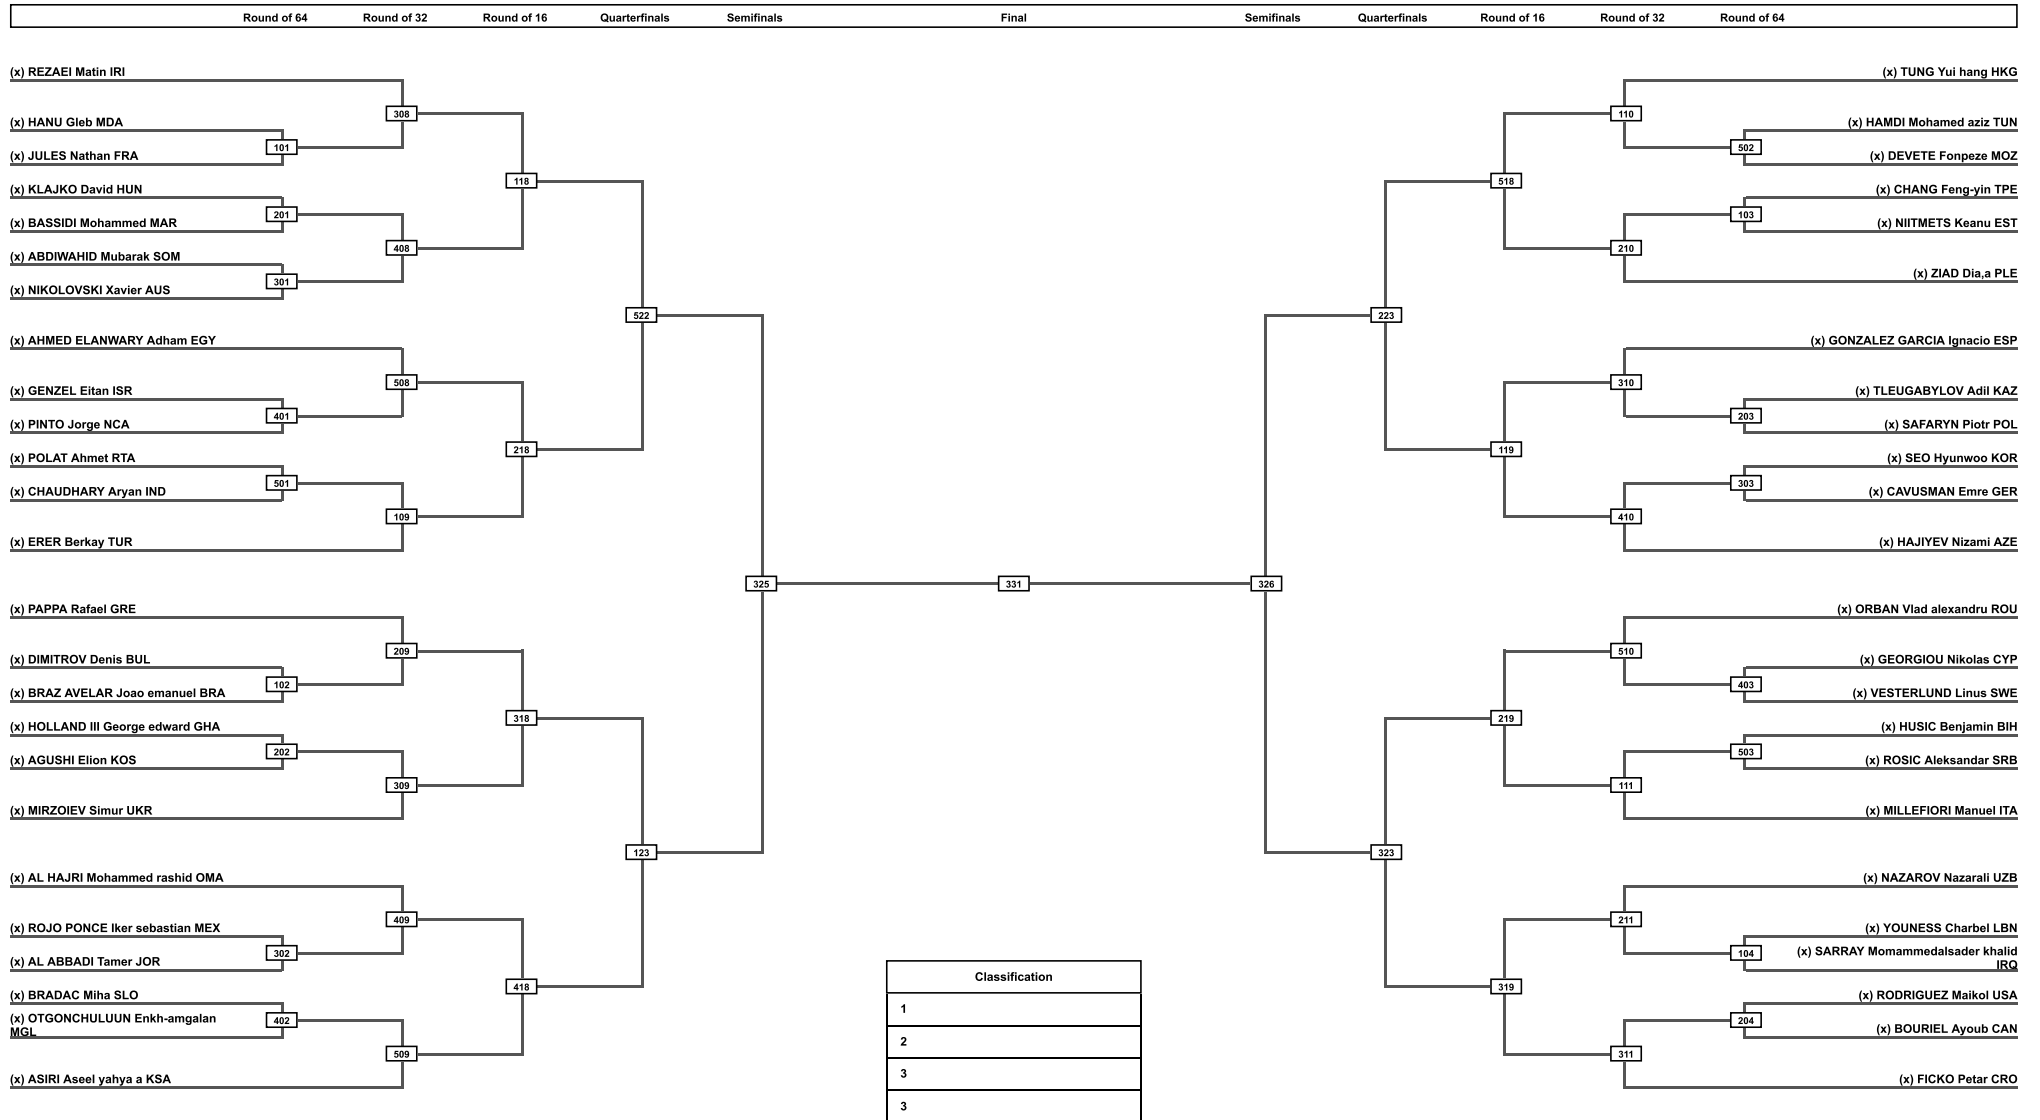 Round of 64 Round of 32 Round of 16 Quarterfinals Semifinals Final Semifinals Quarterfinals Round of 16 Round of 32 Round of 64
(x) REZAEI Matin IRI
308
(x) HANU Gleb MDA
101
(x) JULES Nathan FRA
118
(x) KLAJKO David HUN
201
(x) BASSIDI Mohammed MAR
408
(x) ABDIWAHID Mubarak SOM
301
(x) NIKOLOVSKI Xavier AUS
522
(x) AHMED ELANWARY Adham EGY
508
(x) GENZEL Eitan ISR
401
(x) PINTO Jorge NCA
218
(x) POLAT Ahmet RTA
501
(x) CHAUDHARY Aryan IND
109
(x) ERER Berkay TUR
325
(x) PAPPA Rafael GRE
209
(x) DIMITROV Denis BUL
102
(x) BRAZ AVELAR Joao emanuel BRA
318
(x) HOLLAND III George edward GHA
202
(x) AGUSHI Elion KOS
309
(x) MIRZOIEV Simur UKR
123
(x) AL HAJRI Mohammed rashid OMA
409
(x) ROJO PONCE Iker sebastian MEX
302
(x) AL ABBADI Tamer JOR
418
(x) BRADAC Miha SLO
402
(x) OTGONCHULUUN Enkh-amgalan
MGL
509
(x) ASIRI Aseel yahya a KSA
331
(x) TUNG Yui hang HKG
110
(x) HAMDI Mohamed aziz TUN
502
(x) DEVETE Fonpeze MOZ
518
(x) CHANG Feng-yin TPE
103
(x) NIITMETS Keanu EST
210
(x) ZIAD Dia,a PLE
223
(x) GONZALEZ GARCIA Ignacio ESP
310
(x) TLEUGABYLOV Adil KAZ
203
(x) SAFARYN Piotr POL
119
(x) SEO Hyunwoo KOR
303
(x) CAVUSMAN Emre GER
410
(x) HAJIYEV Nizami AZE
326
(x) ORBAN Vlad alexandru ROU
510
(x) GEORGIOU Nikolas CYP
403
(x) VESTERLUND Linus SWE
219
(x) HUSIC Benjamin BIH
503
(x) ROSIC Aleksandar SRB
111
(x) MILLEFIORI Manuel ITA
323
(x) NAZAROV Nazarali UZB
211
(x) YOUNESS Charbel LBN
104
(x) SARRAY Momammedalsader khalid
IRQ
319
(x) RODRIGUEZ Maikol USA
204
(x) BOURIEL Ayoub CAN
311
(x) FICKO Petar CRO
Classification
1
2
3
3